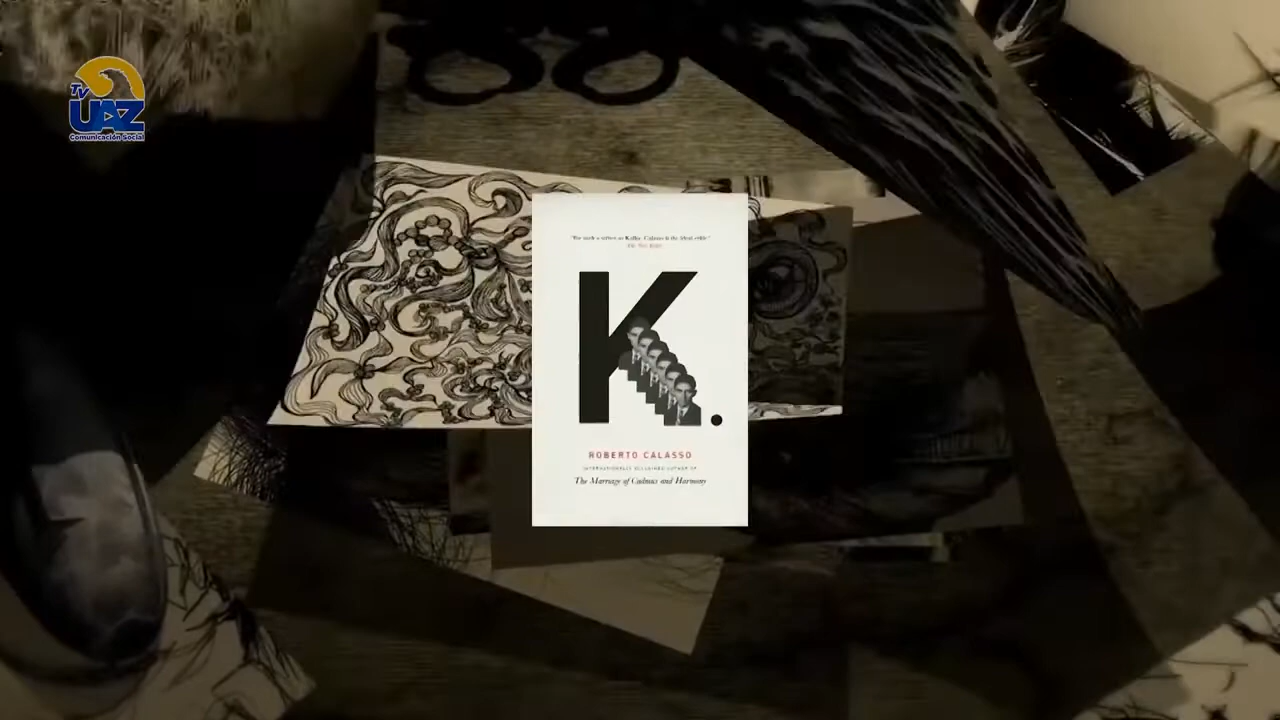 TV
UAZ
Comunicación Social
K.
ROBERTO CALASSO
INTERNATIONALLY ACCLAIMED AUTHOR OF
The Marriage of Cadmus and Harmony